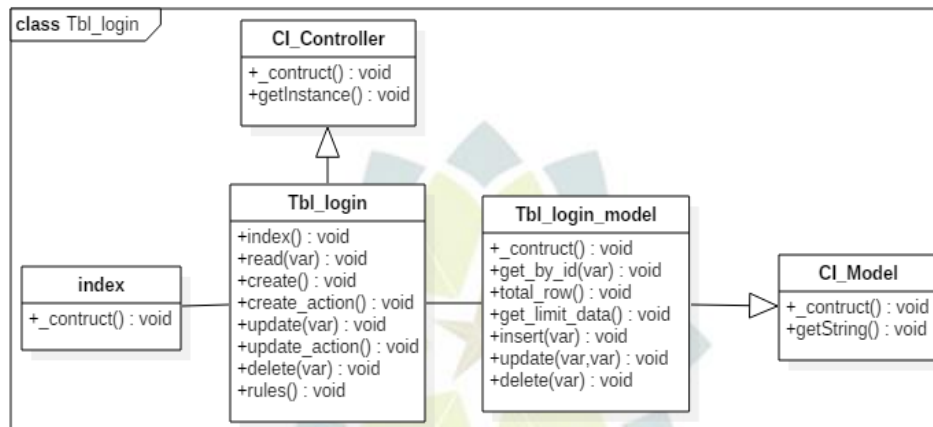 class Tbl_login
CI_Controller
+_contruct() : void
+getInstance() : void
Tbl_login
+index() : void
+read(var) : void
+create() : void
+create_action() : void
+update(var) : void
+update_action() : void
+delete(var) : void
+rules() : void
Tbl_login_model
+_contruct() : void
+get_by_id(var) : void
+total_row() : void
+get_limit_data() : void
+insert(var) : void
+update(var,var) : void
+delete(var) : void
index
+_contruct() : void
CI_Model
+_contruct() : void
+getString() : void